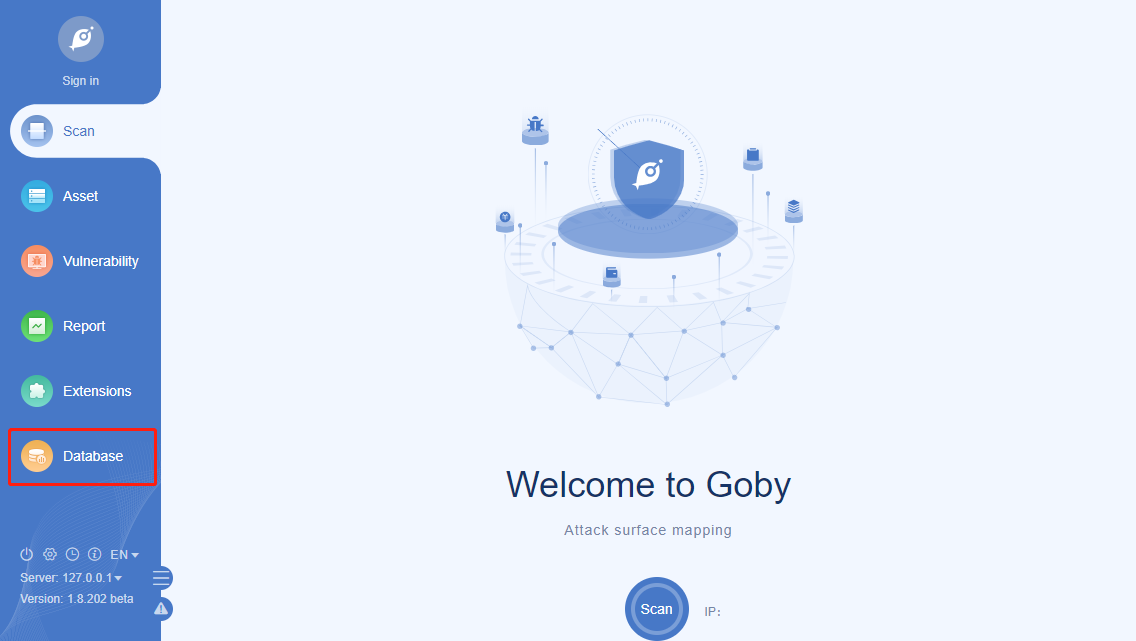 Sign in
Scan
Asset
Vulnerability
Report
Extensions
Database
EN
Server: 127.0.0.1
Version: 1.8.202 beta
Welcome to Goby
Attack surface mapping
Scan
IP: